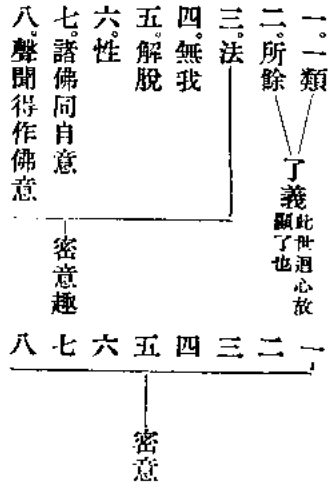 一。一類
二。所餘
三。法
四。無我
五。解脫
六。性
七。諸佛同自意
八。聲聞得作佛意
了義
此世迴心故
顯了也
密意趣
一
二
三
四
五
六
七
八
密意